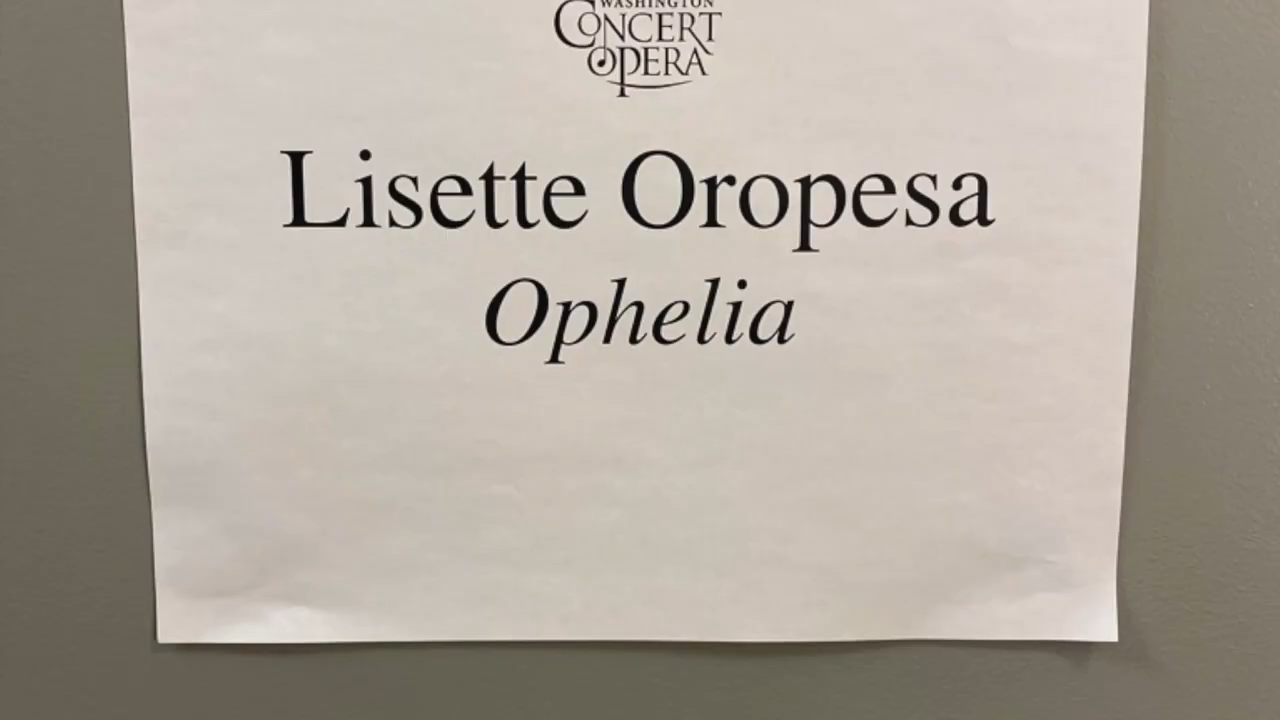 WASHINGTON
CONCERT
OPERA
Lisette Oropesa
Ophelia